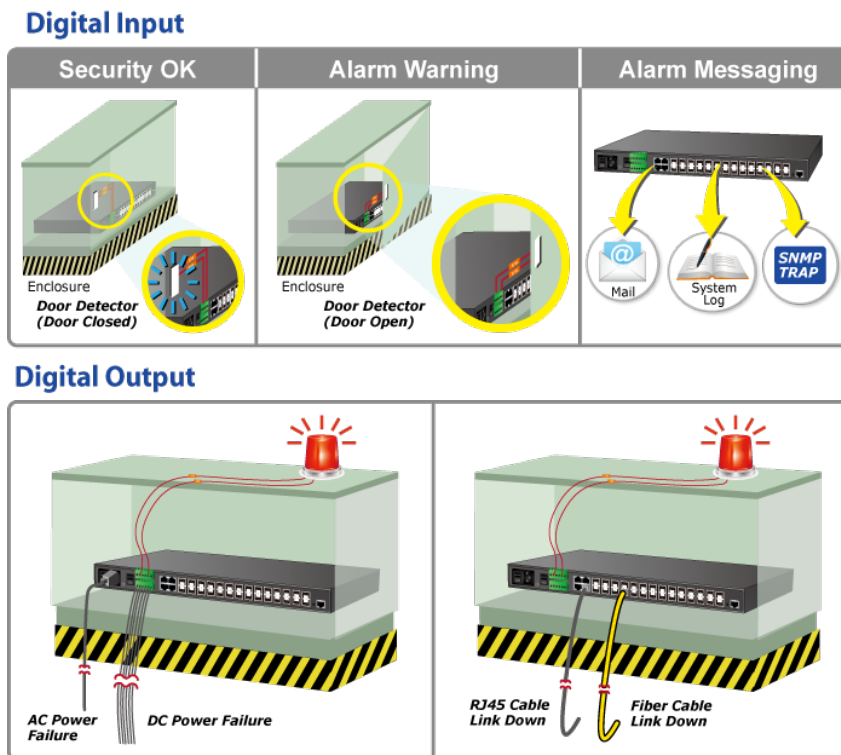 Digital Input
Security OK
Alarm Warning
Alarm Messaging
Enclosure
Door Detector
(Door Closed)
Enclosure
Door Detector
(Door Open)
Mail
System
Log
SNMP
TRAP
Digital Output
AC Power
Failure
DC Power Failure
RJ45 Cable
Link Down
Fiber Cable
Link Down